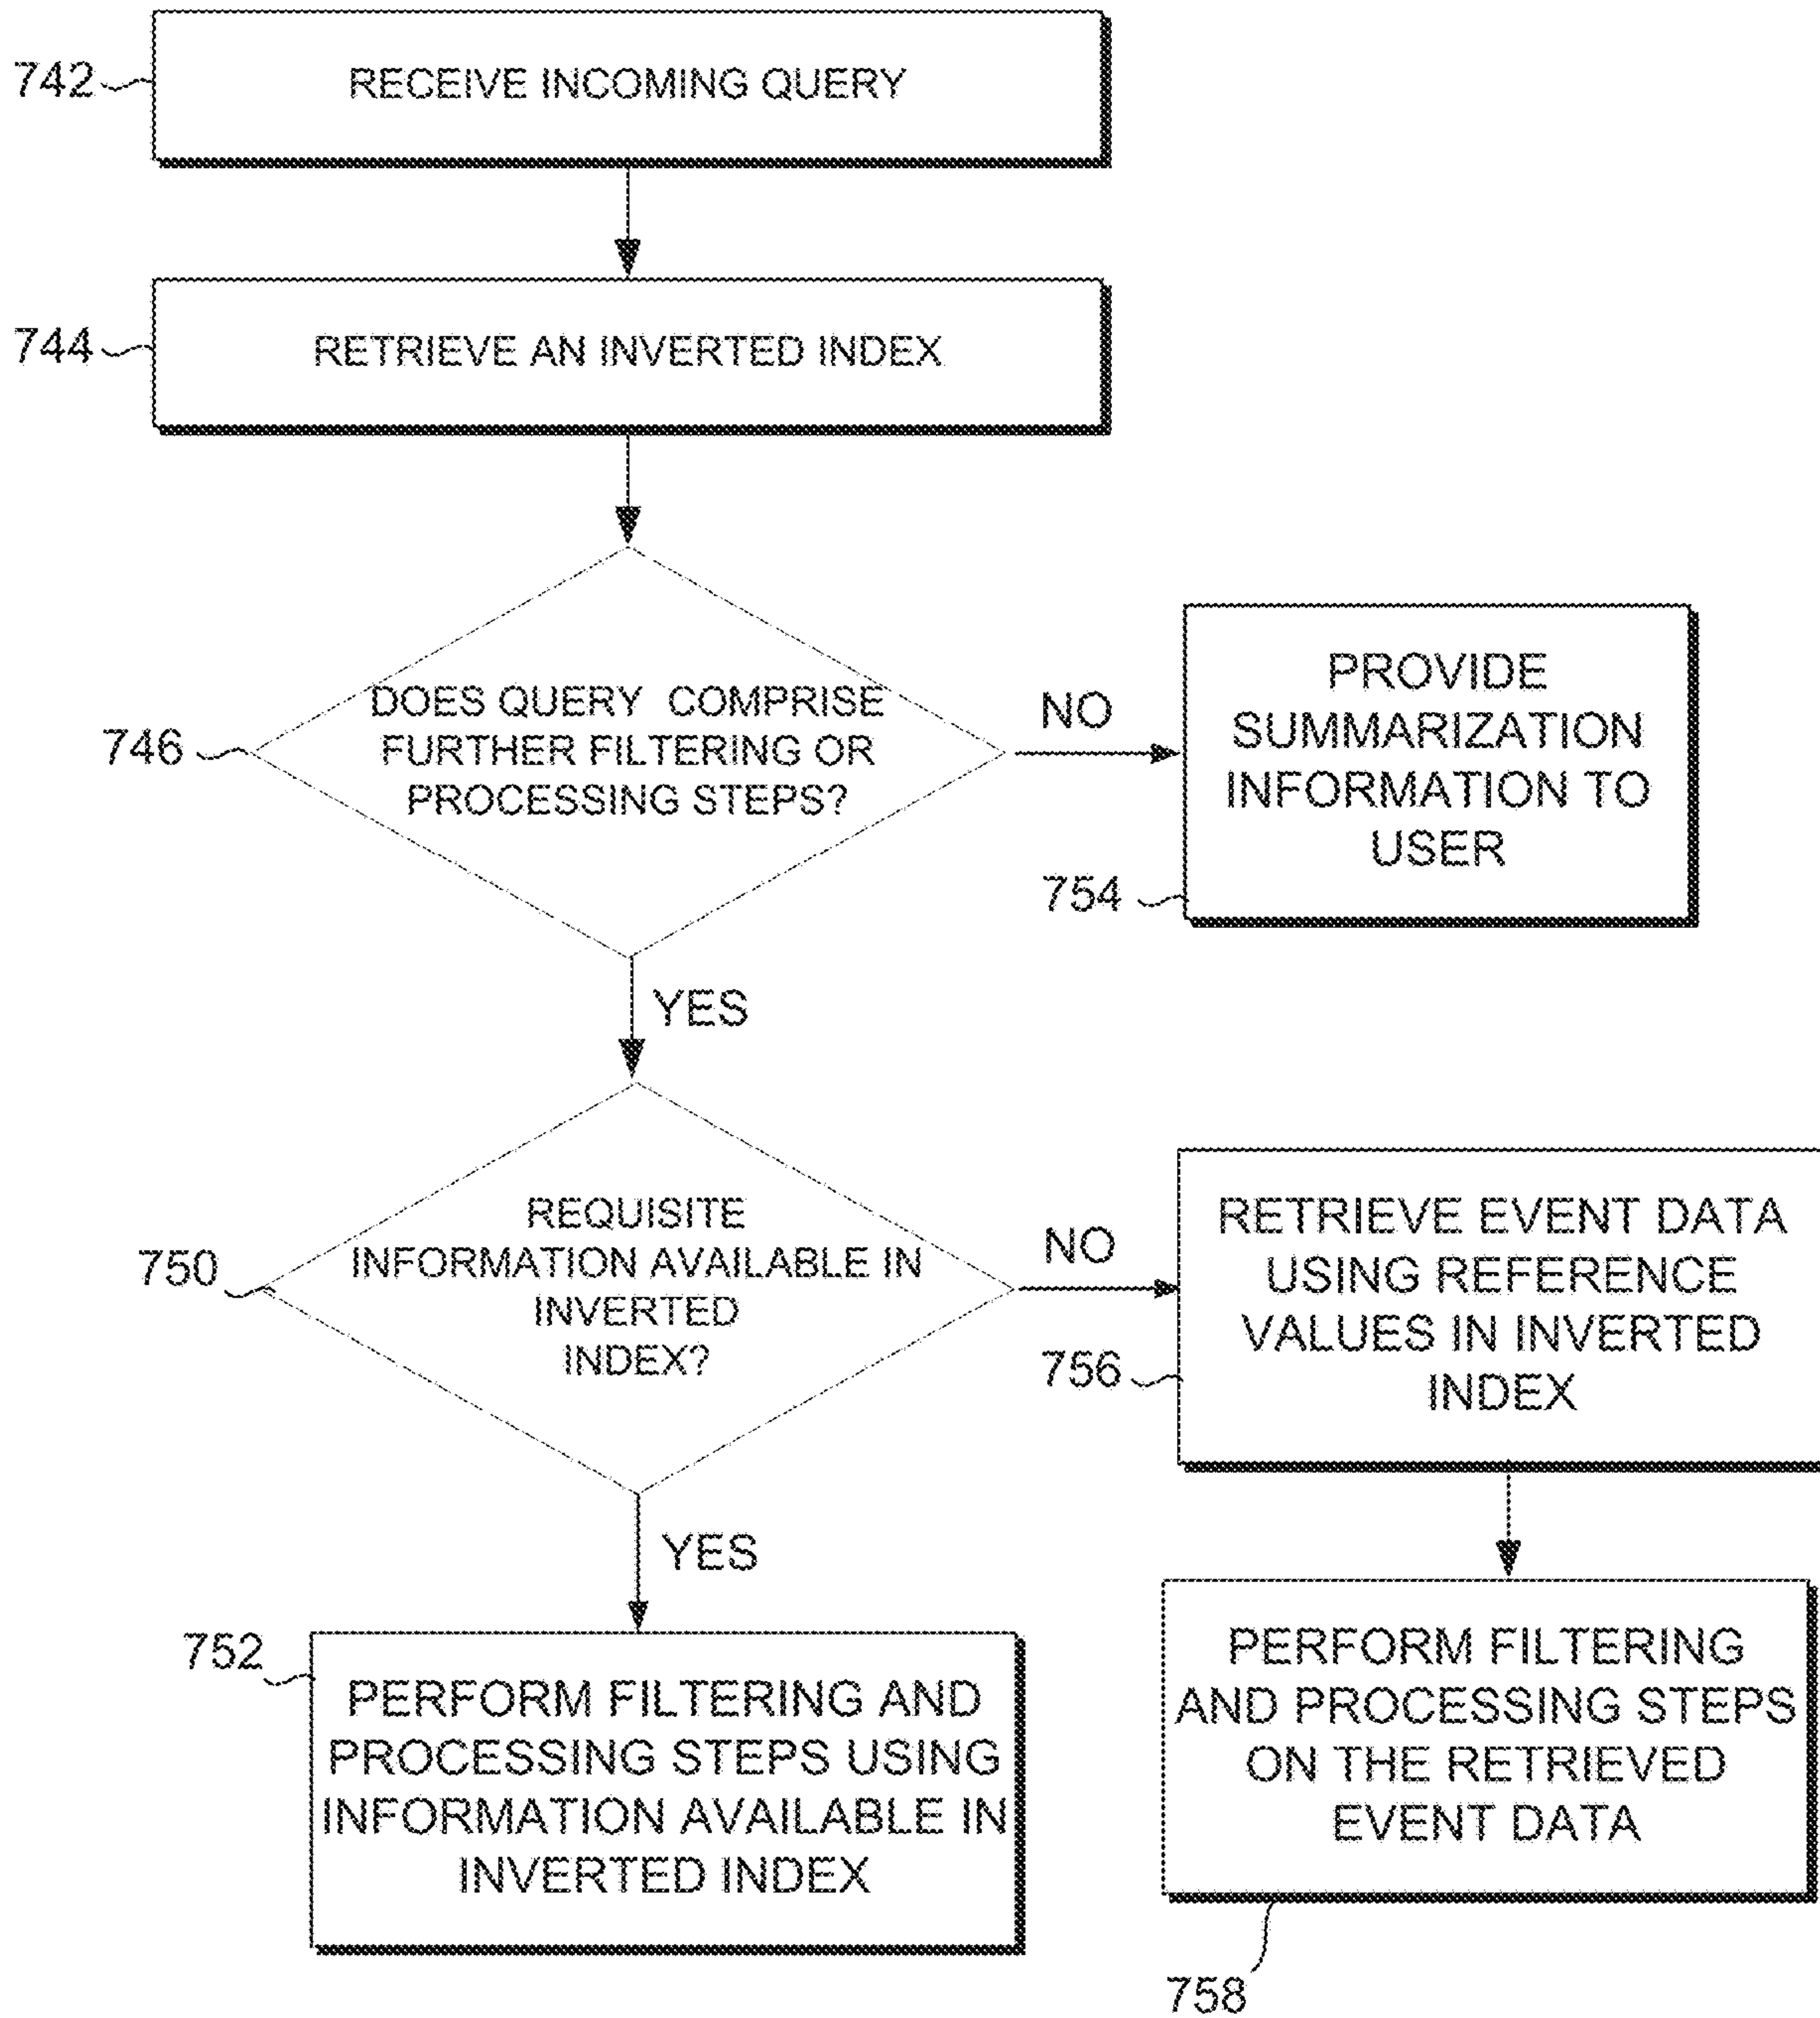 742
RECEIVE INCOMING QUERY
744
RETRIEVE AN INVERTED INDEX
746
DOES QUERY COMPRISE
FURTHER FILTERING OR
PROCESSING STEPS?
NO
PROVIDE
SUMMARIZATION
INFORMATION TO
USER
754
YES
750
REQUISITE
INFORMATION AVAILABLE IN
INVERTED
INDEX?
NO
RETRIEVE EVENT DATA
USING REFERENCE
VALUES IN INVERTED
INDEX
756
YES
752
PERFORM FILTERING AND
PROCESSING STEPS USING
INFORMATION AVAILABLE IN
INVERTED INDEX
PERFORM FILTERING
AND PROCESSING STEPS
ON THE RETRIEVED
EVENT DATA
758